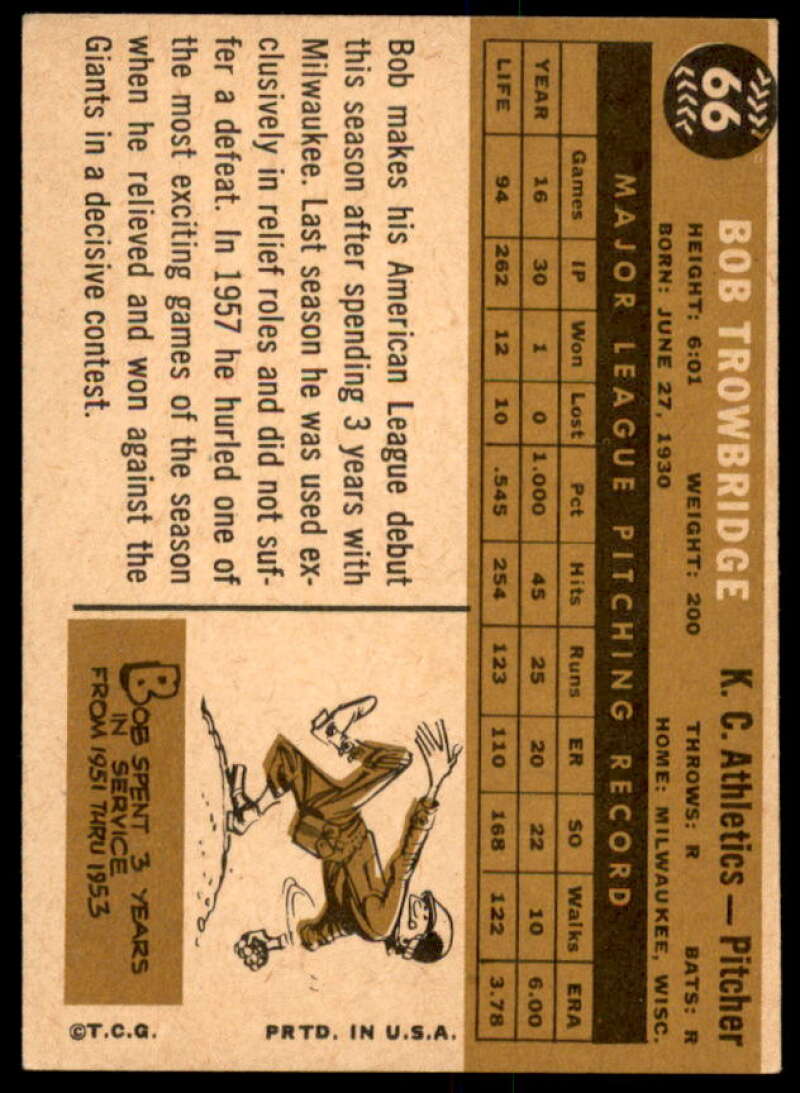 66
BOB TROWBRIDGE K. C. Athletics — Pitcher
HEIGHT: 6:01 WEIGHT: 200 THROWS: R BATS: R
BORN: JUNE 27, 1930 HOME: MILWAUKEE, WISC.
MAJOR LEAGUE PITCHING RECORD
Games IP Won Lost Pct Hits Runs ER SO Walks ERA
YEAR 16 30 1 0 1.000 45 25 20 22 10 6.00
LIFE 94 262 12 10 .545 254 123 110 168 122 3.78
Bob makes his American League debut
this season after spending 3 years with
Milwaukee. Last season he was used ex-
clusively in relief roles and did not suf-
fer a defeat. In 1957 he hurled one of
the most exciting games of the season
when he relieved and won against the
Giants in a decisive contest.
BOB SPENT 3 YEARS
IN SERVICE
FROM 1951 THRU 1953
©T.C.G. PRTD. IN U.S.A.